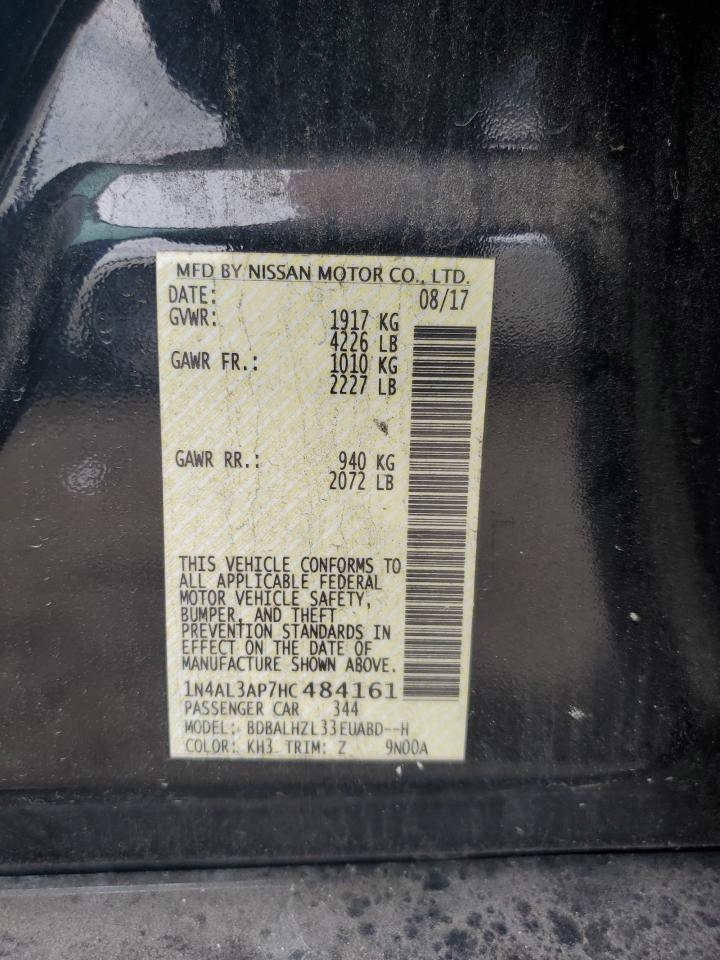 MFD BY NISSAN MOTOR CO., LTD.
DATE: 08/17
GVWR: 1917 KG
4226 LB
GAWR FR.: 1010 KG
2227 LB
GAWR RR.: 940 KG
2072 LB
THIS VEHICLE CONFORMS TO
ALL APPLICABLE FEDERAL
MOTOR VEHICLE SAFETY,
BUMPER, AND THEFT
PREVENTION STANDARDS IN
EFFECT ON THE DATE OF
MANUFACTURE SHOWN ABOVE.
1N4AL3AP7HC484161
PASSENGER CAR 344
MODEL: BDBALHZL33EUABD--H
COLOR: KH3 TRIM: Z 9N00A